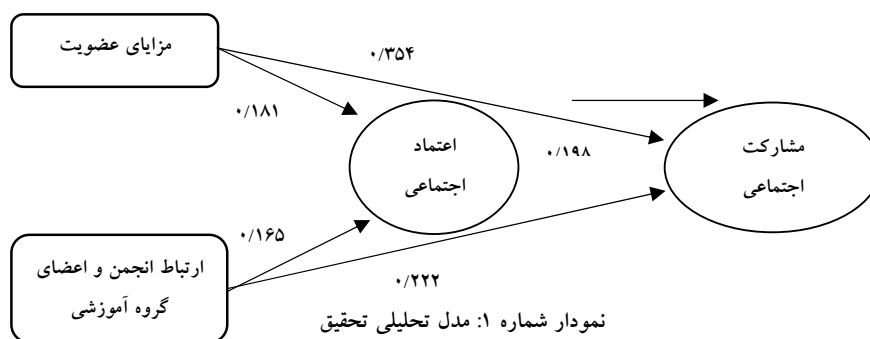 مزایای عضویت
۰/۳۵۴
۰/۱۸۱
اعتماد
اجتماعی
۰/۱۹۸
مشارکت
اجتماعی
۰/۱۶۵
ارتباط انجمن و اعضای
گروه آموزشی
۰/۲۲۲
نمودار شماره ۱: مدل تحلیلی تحقیق